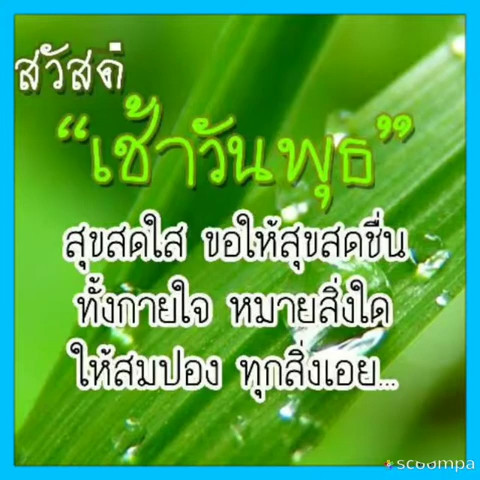 สวัสดี
“เช้าวันพุธ”
สุขสดใส ขอให้สุขสดชื่น
ทั้งกายใจ หมายสิ่งใด
ให้สมปอง ทุกสิ่งเอย...
scoompa